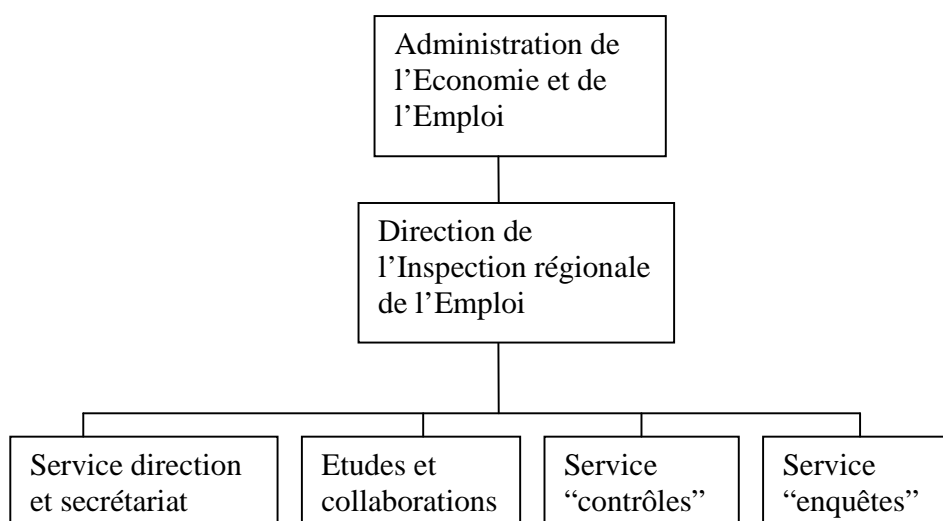 Administration de
l’Economie et de
l’Emploi
Direction de
l’Inspection régionale
de l’Emploi
Service direction
et secrétariat
Etudes et
collaborations
Service
“contrôles”
Service
“enquêtes”